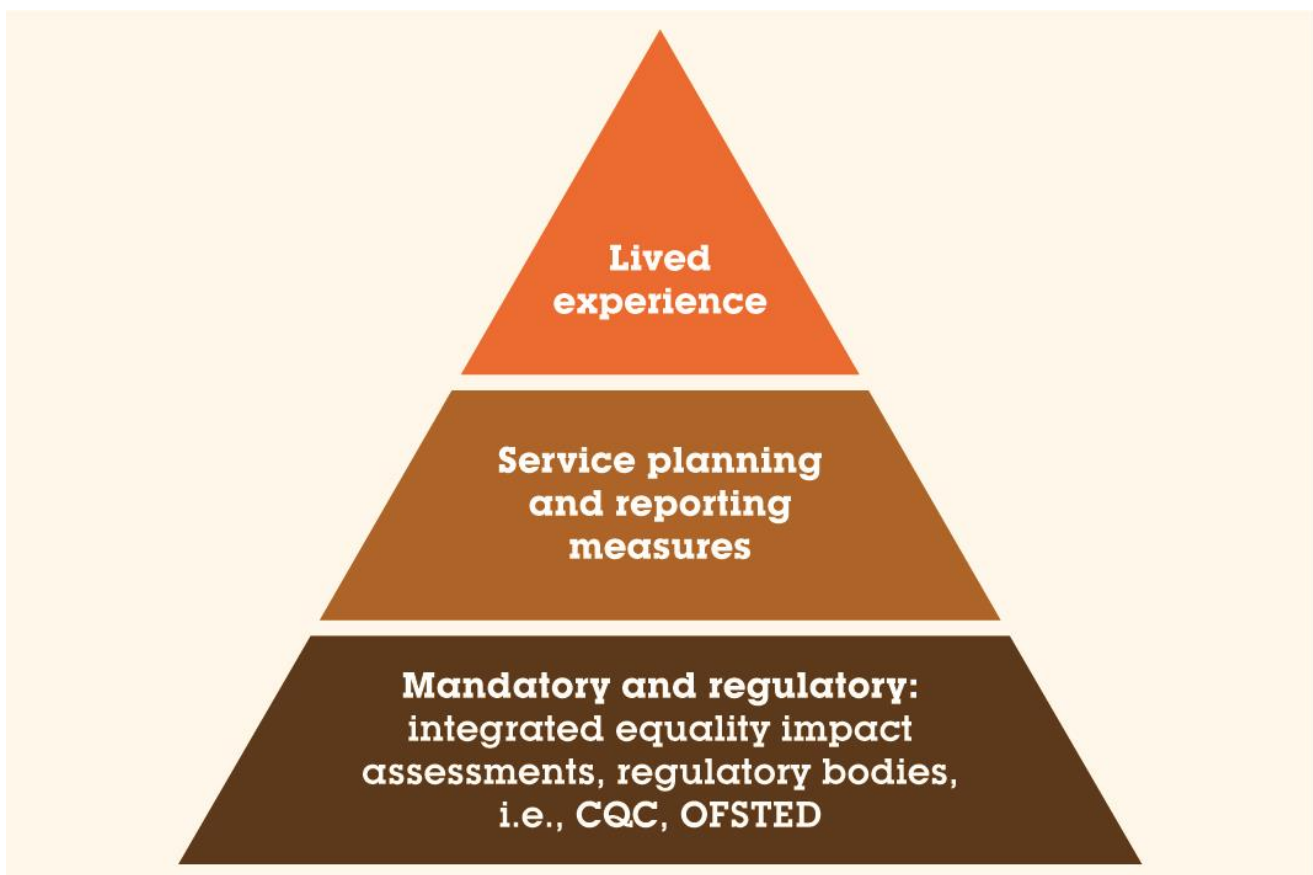 Lived
experience
Service planning
and reporting
measures
Mandatory and regulatory:
integrated equality impact
assessments, regulatory bodies,
i.e., CQC, OFSTED